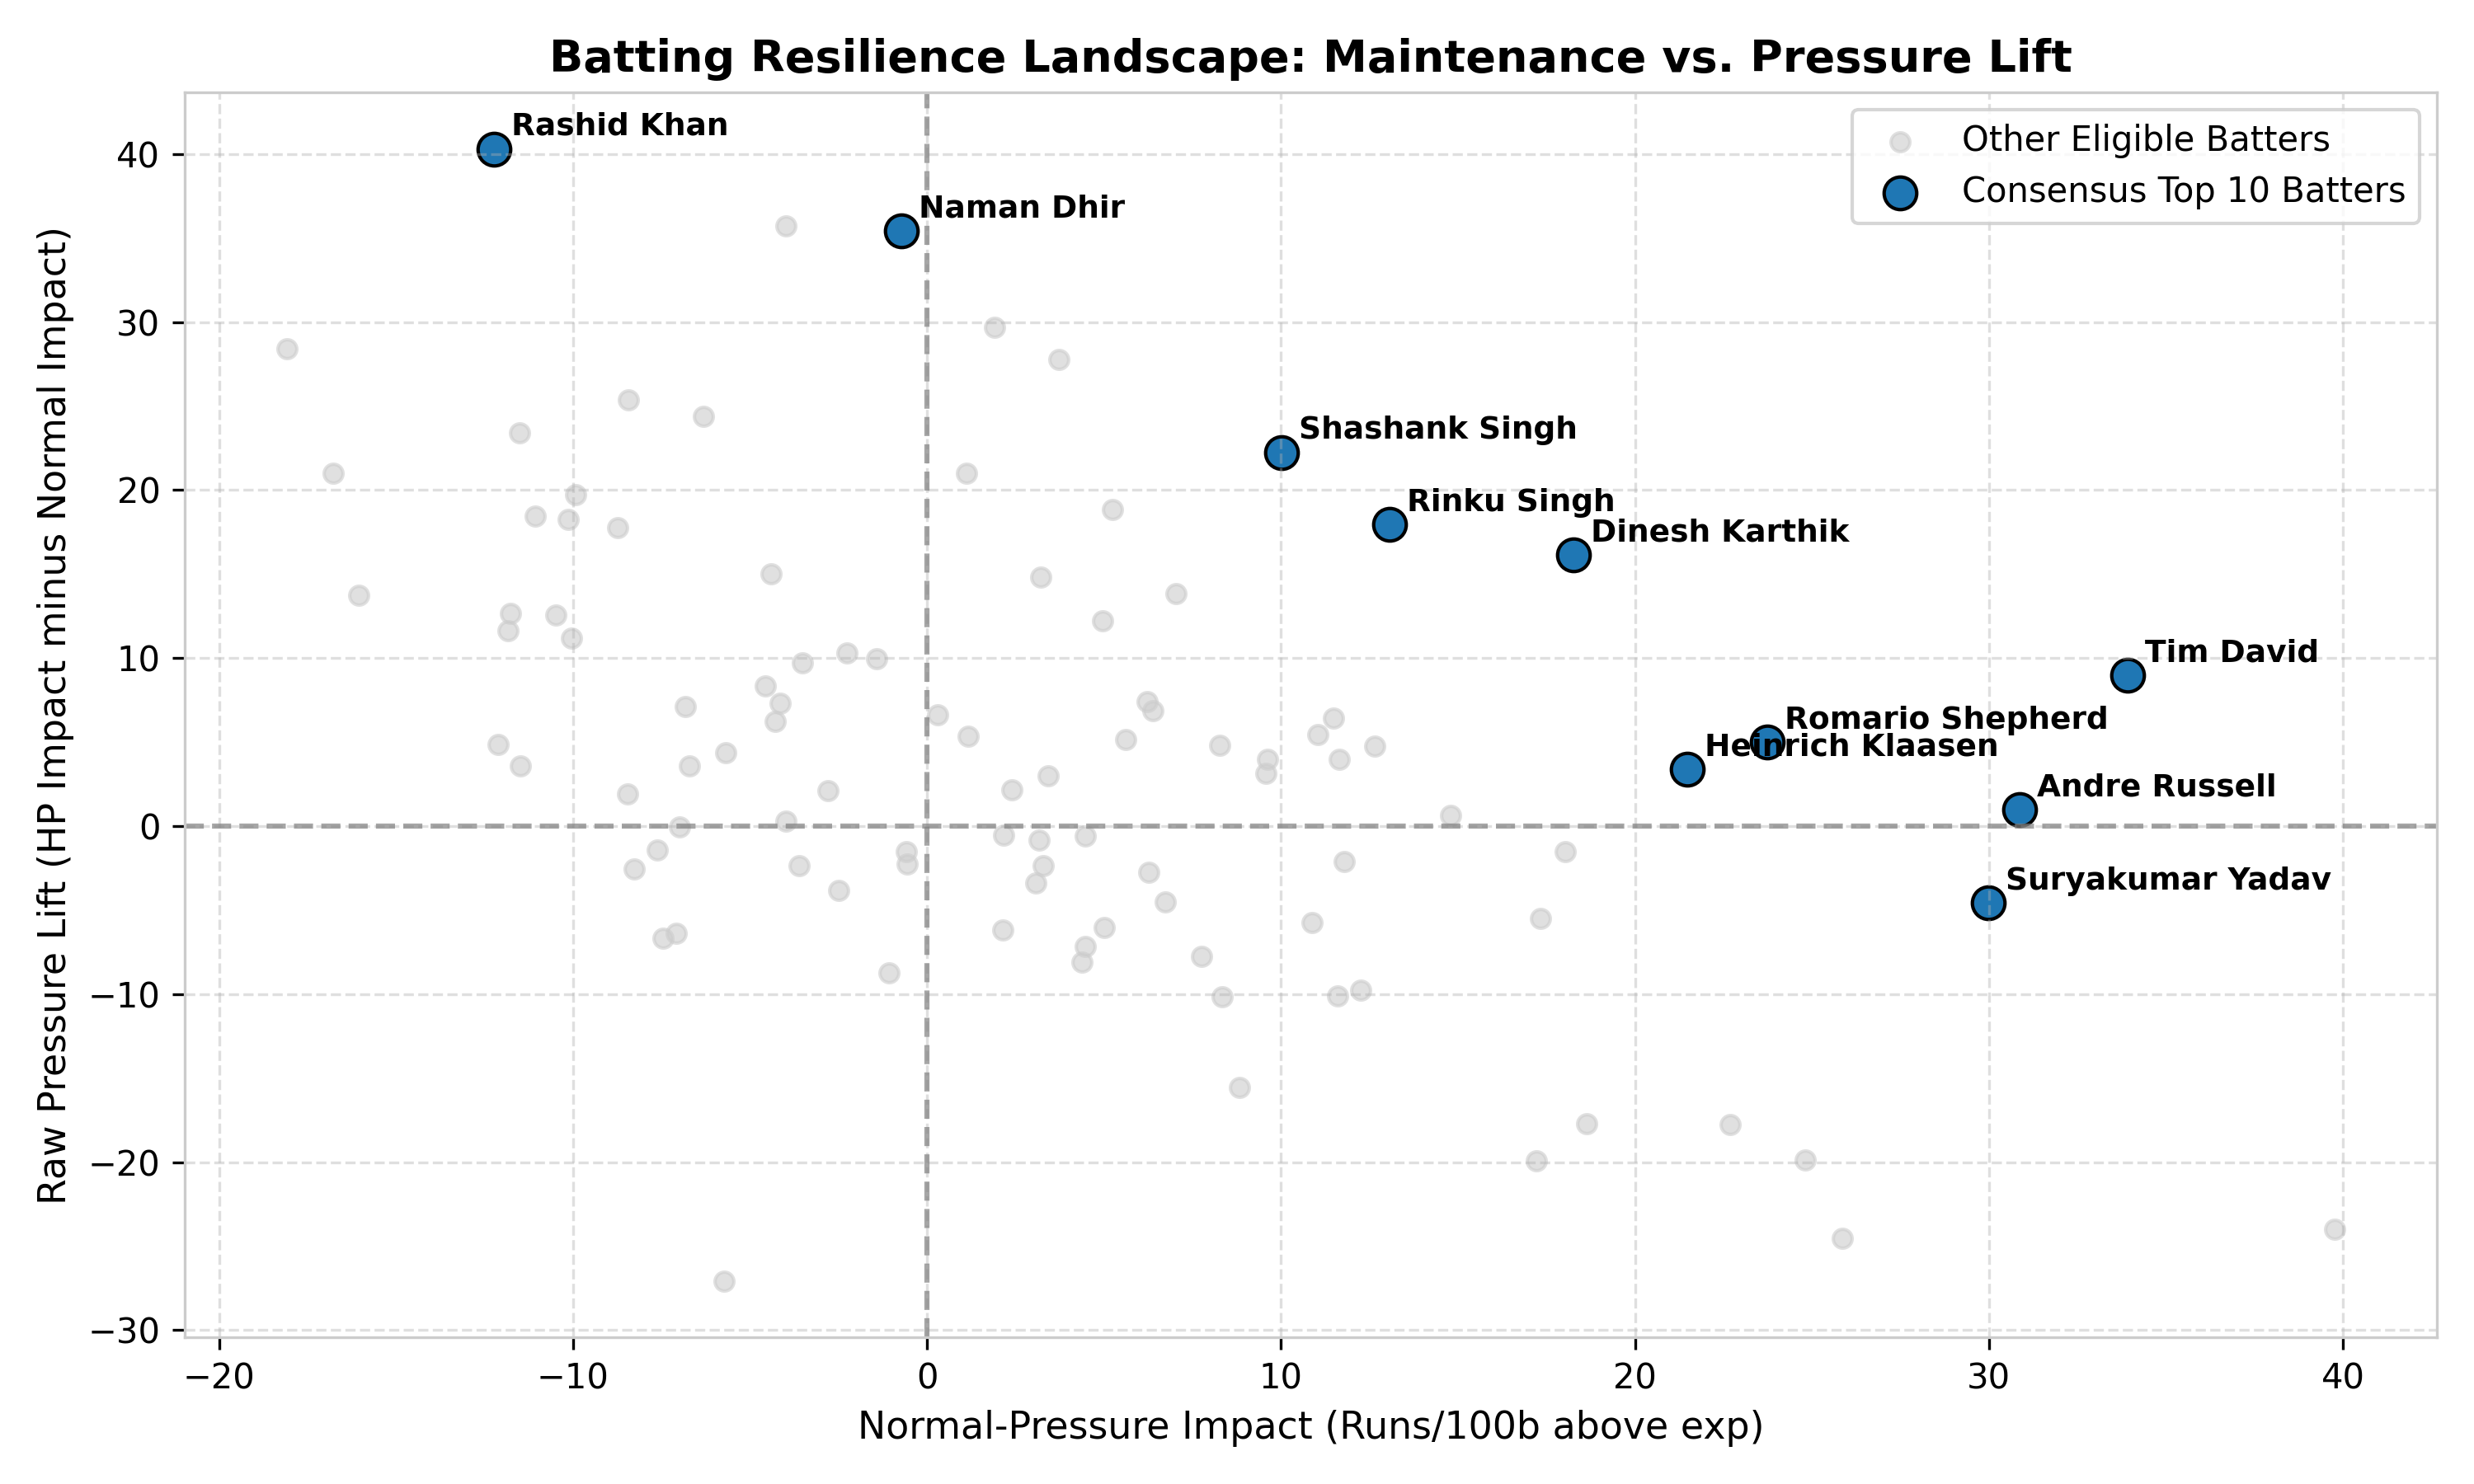 Batting Resilience Landscape: Maintenance vs. Pressure Lift
Raw Pressure Lift (HP Impact minus Normal Impact)
40
30
20
10
0
−10
−20
−30
Other Eligible Batters
Consensus Top 10 Batters
Rashid Khan
Naman Dhir
Shashank Singh
Rinku Singh
Dinesh Karthik
Tim David
Romario Shepherd
Heinrich Klaasen
Andre Russell
Suryakumar Yadav
−20
−10
0
10
20
30
40
Normal-Pressure Impact (Runs/100b above exp)